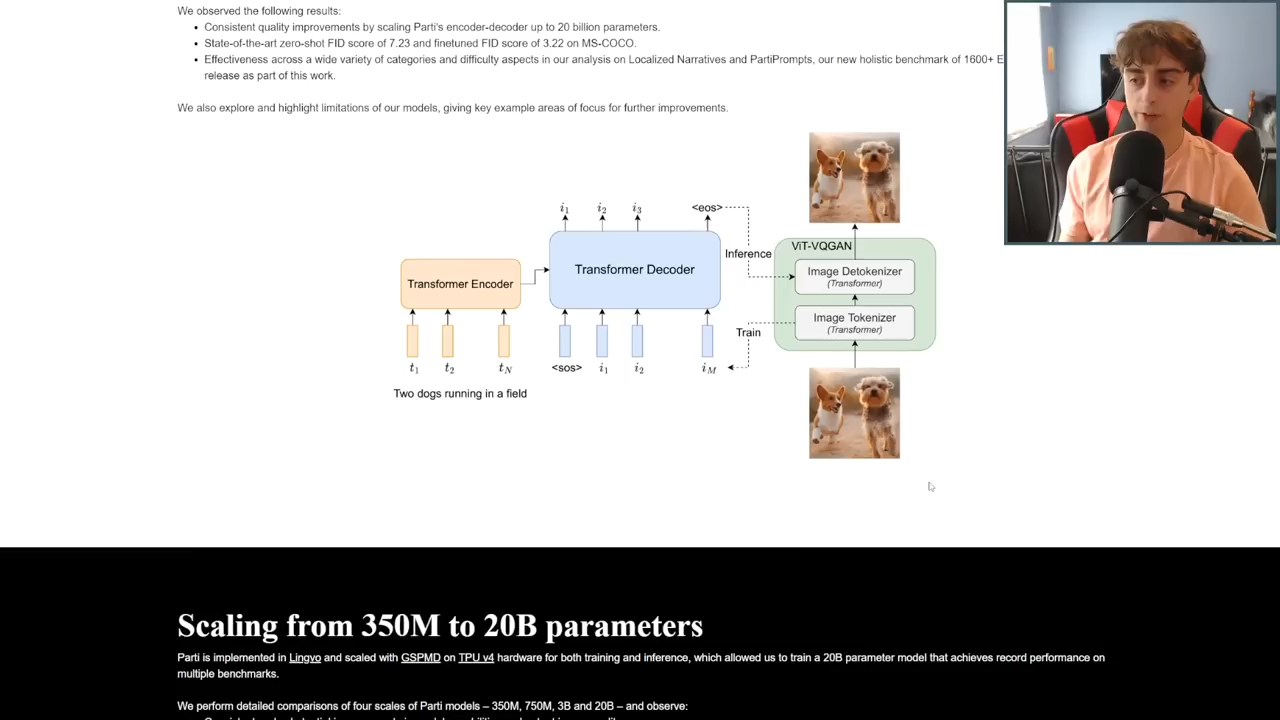 We observed the following results:
• Consistent quality improvements by scaling Parti's encoder-decoder up to 20 billion parameters.
• State-of-the-art zero-shot FID score of 7.23 and finetuned FID score of 3.22 on MS-COCO.
• Effectiveness across a wide variety of categories and difficulty aspects in our analysis on Localized Narratives and PartiPrompts, our new holistic benchmark of 1600+ E
release as part of this work.
We also explore and highlight limitations of our models, giving key example areas of focus for further improvements.
i1 i2 i3 <eos>
ViT-VQGAN
Inference
Transformer Encoder
Transformer Decoder
Image Detokenizer
(Transformer)
Image Tokenizer
(Transformer)
Train
t1 t2 tN <sos> i1 i2 iM
Two dogs running in a field
Scaling from 350M to 20B parameters
Parti is implemented in Lingvo and scaled with GSPMD on TPU v4 hardware for both training and inference, which allowed us to train a 20B parameter model that achieves record performance on
multiple benchmarks.
We perform detailed comparisons of four scales of Parti models – 350M, 750M, 3B and 20B – and observe: